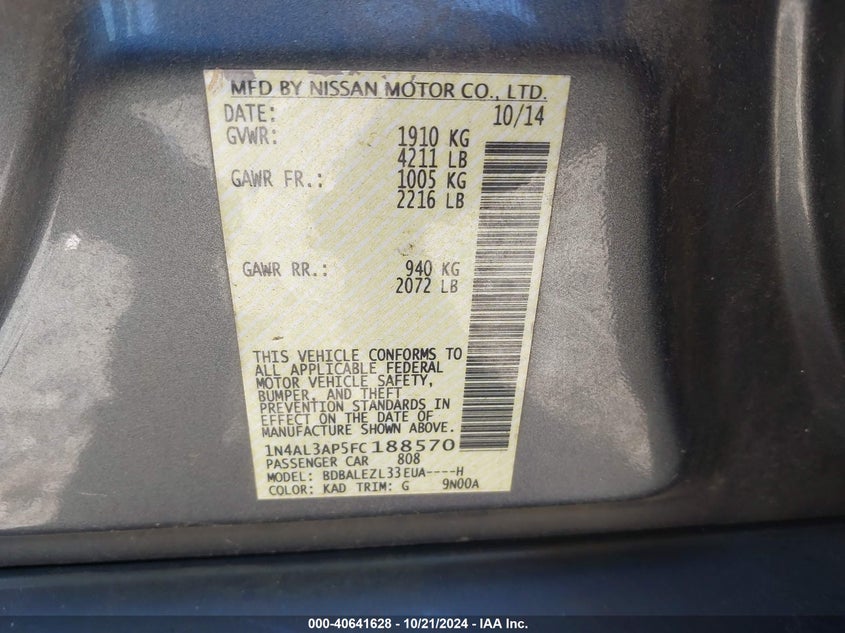 MFD BY NISSAN MOTOR CO., LTD.
DATE: 10/14
GVWR: 1910 KG
4211 LB
GAWR FR.: 1005 KG
2216 LB
GAWR RR.: 940 KG
2072 LB
THIS VEHICLE CONFORMS TO
ALL APPLICABLE FEDERAL
MOTOR VEHICLE SAFETY,
BUMPER, AND THEFT
PREVENTION STANDARDS IN
EFFECT ON THE DATE OF
MANUFACTURE SHOWN ABOVE.
1N4AL3AP5FC188570
PASSENGER CAR 808
MODEL: BDBALEZL33EUA----H
COLOR: KAD TRIM: G 9N00A
000-40641628 - 10/21/2024 - IAA Inc.